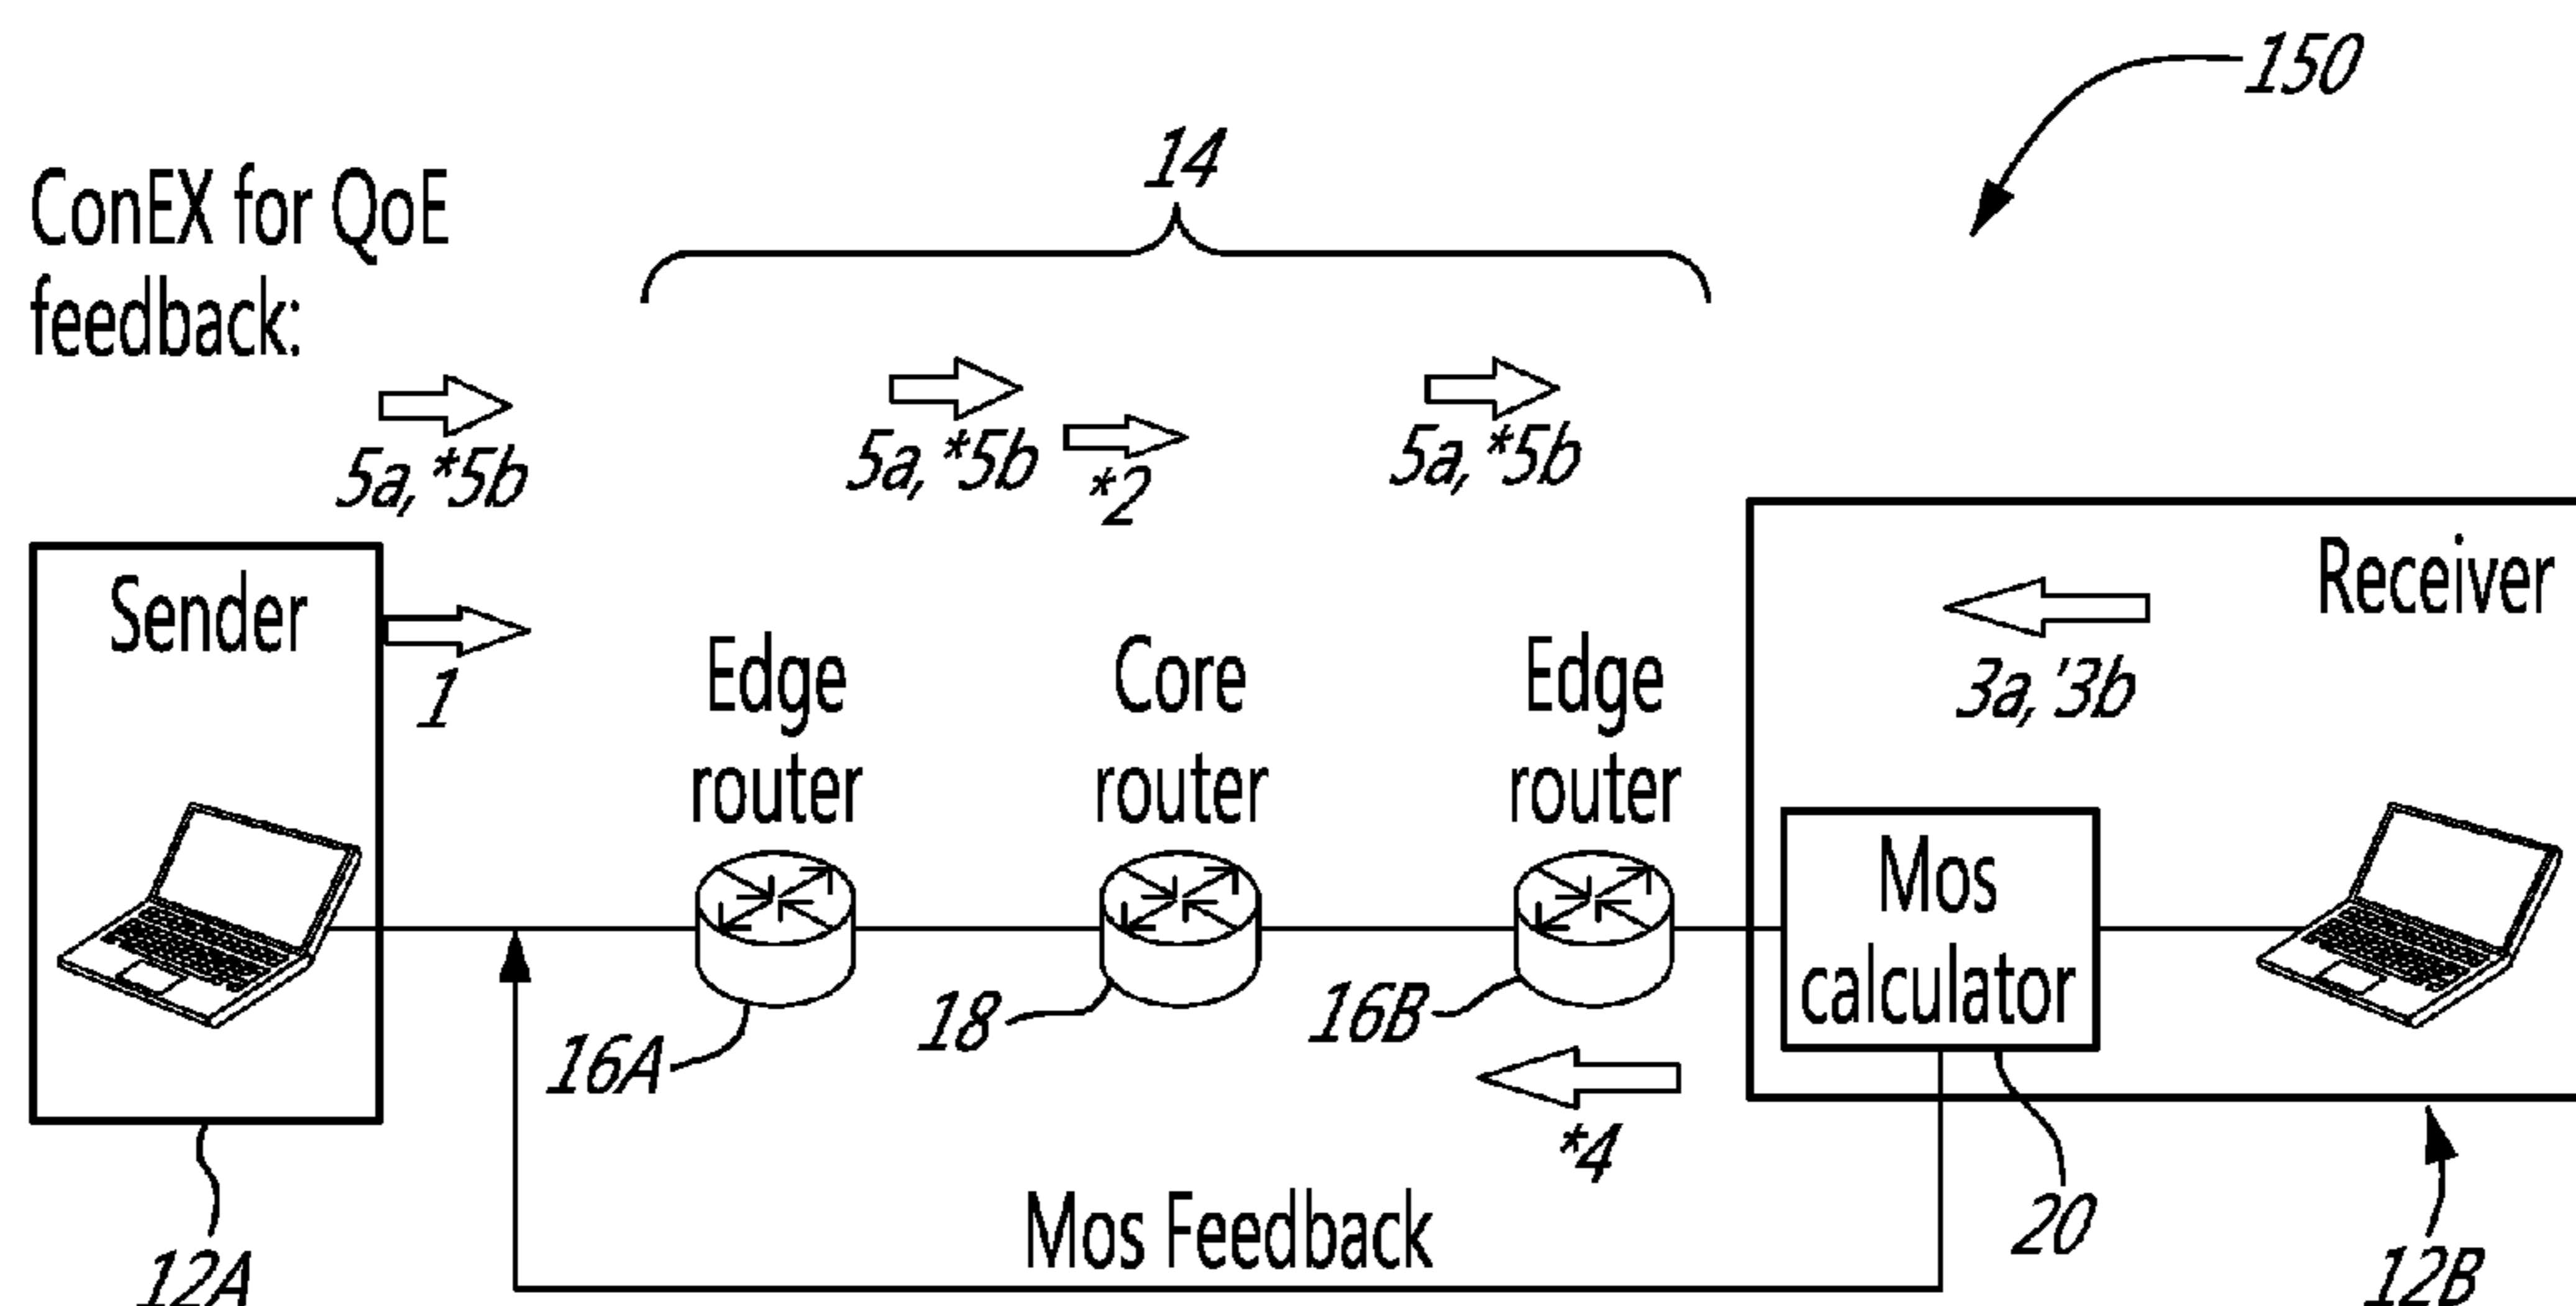 150
14
ConEX for QoE
feedback:
5a,*5b
5a,*5b
*2
5a,*5b
Sender
1
Edge
router
Core
router
Edge
router
Receiver
3a,'3b
Mos
calculator
16A
18
16B
*4
Mos Feedback
20
12A
12B